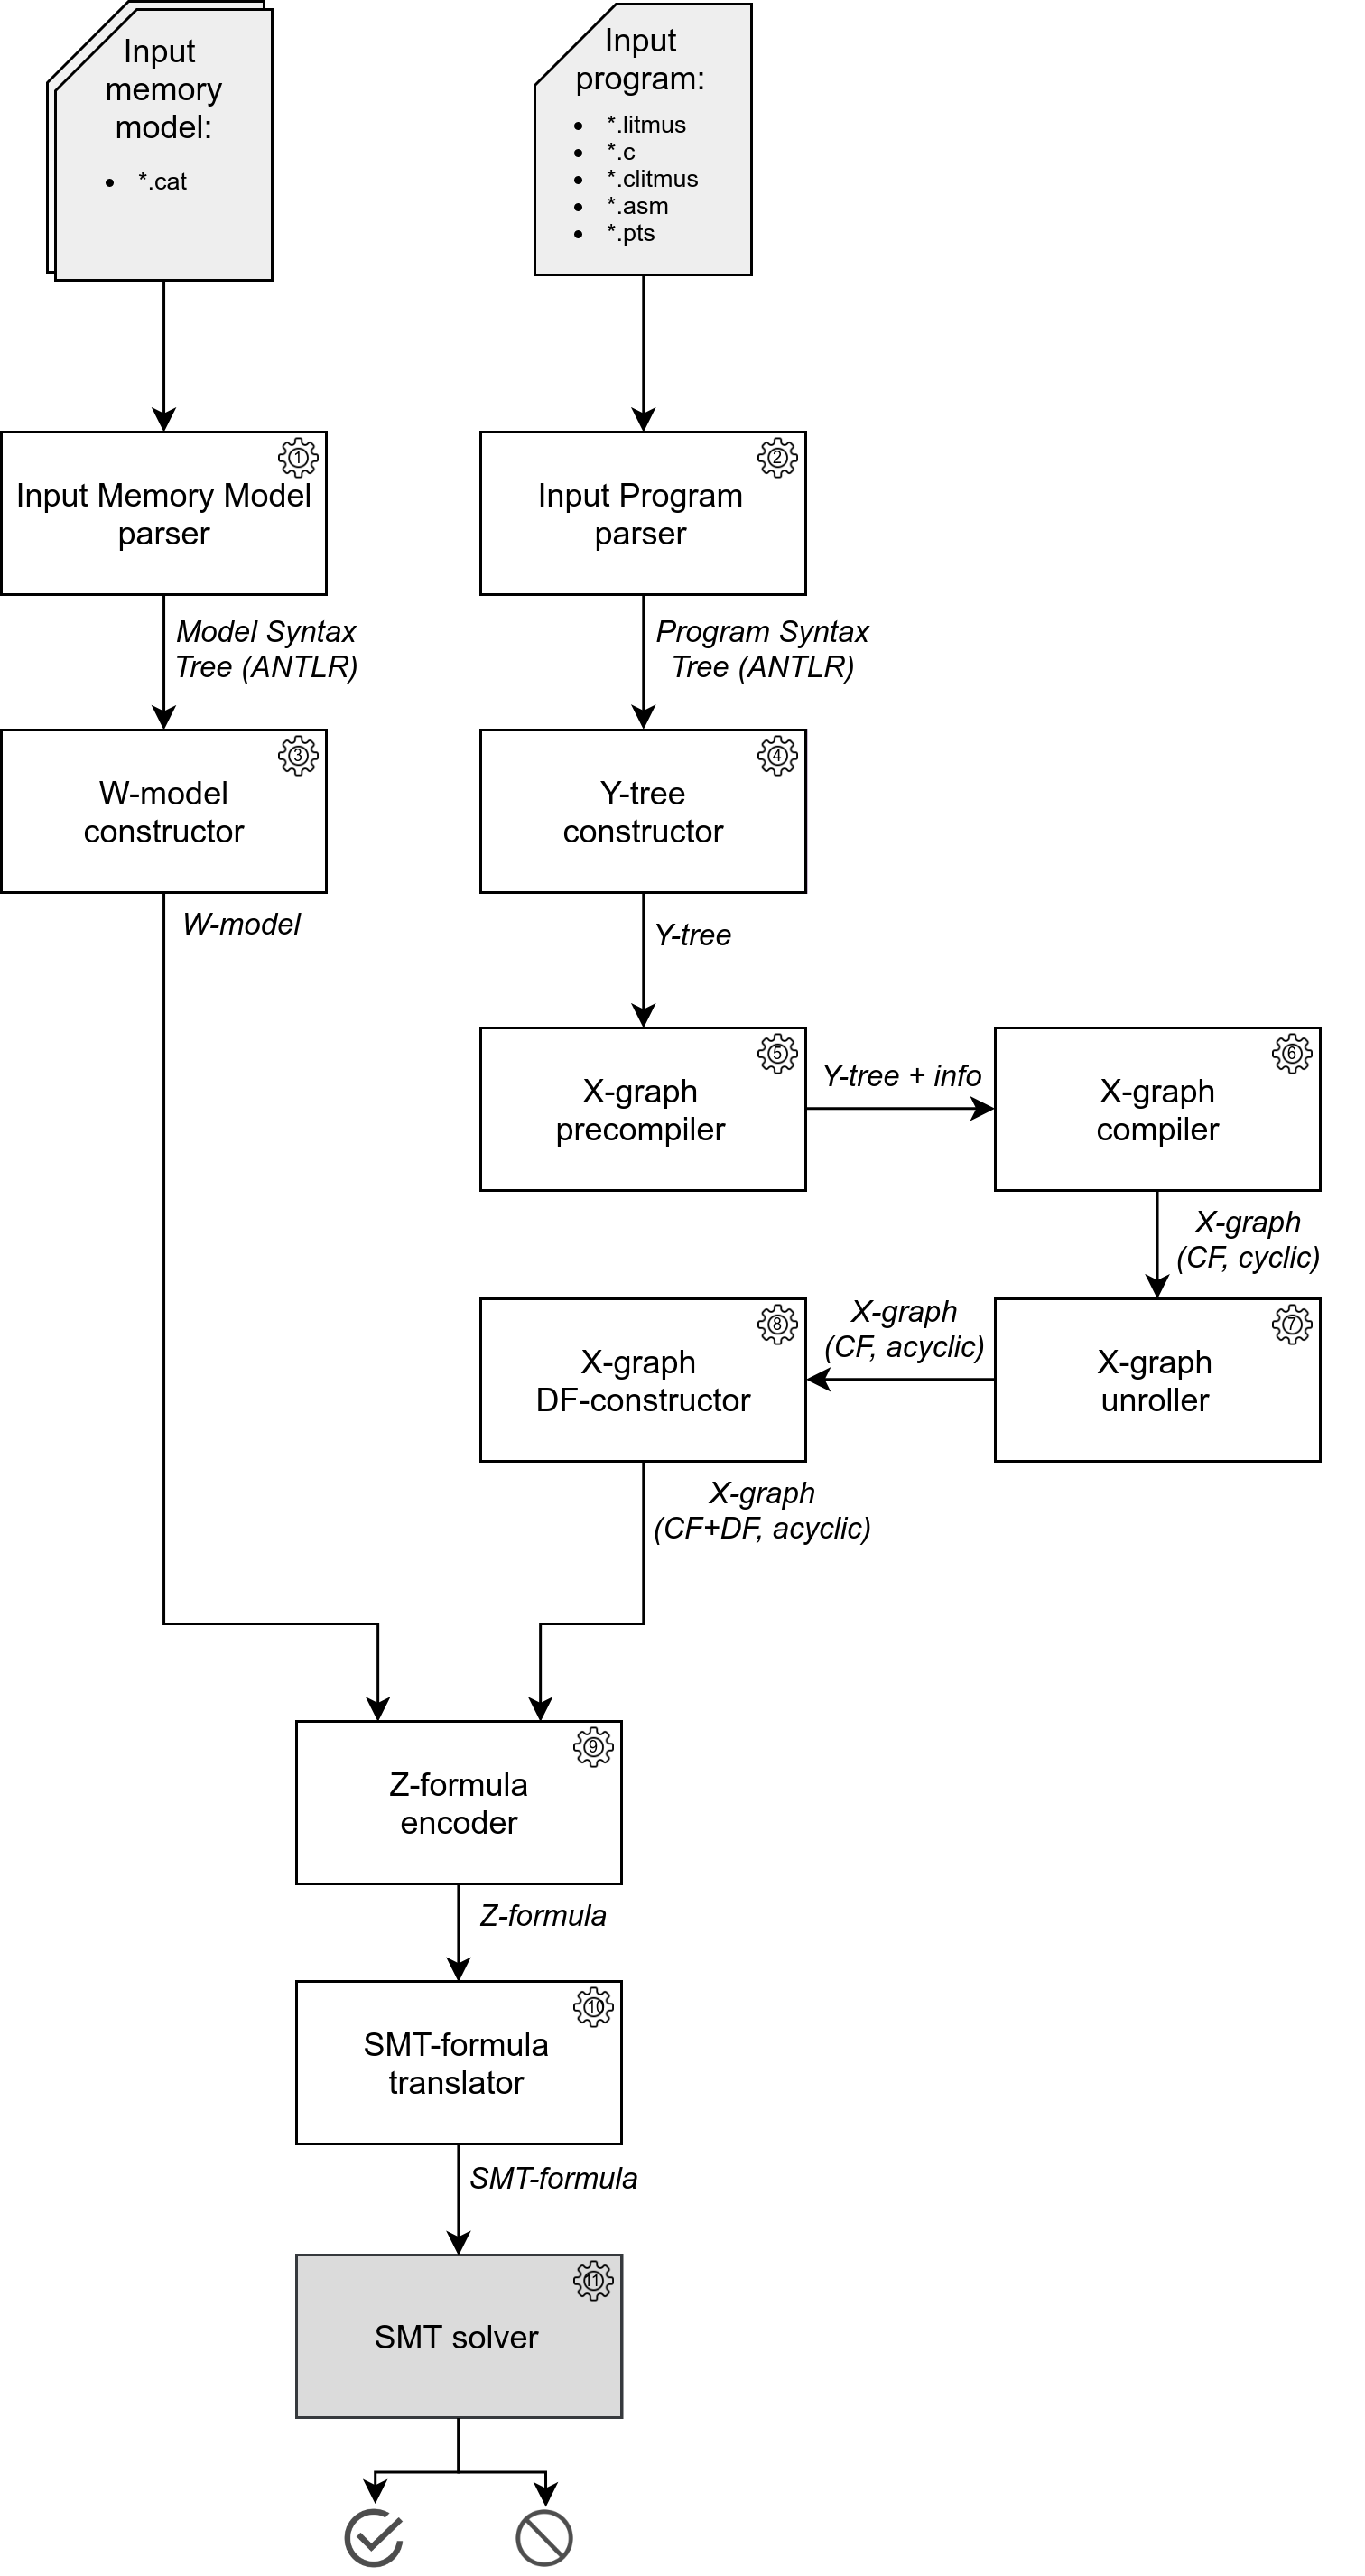 Input
memory
model:
• *.cat
Input
program:
• *.litmus
• *.c
• *.clitmus
• *.asm
• *.pts
1
Input Memory Model
parser
2
Input Program
parser
Model Syntax
Tree (ANTLR)
Program Syntax
Tree (ANTLR)
3
W-model
constructor
4
Y-tree
constructor
W-model
Y-tree
5
X-graph
precompiler
Y-tree + info
6
X-graph
compiler
X-graph
(CF, cyclic)
7
X-graph
unroller
X-graph
(CF, acyclic)
8
X-graph
DF-constructor
X-graph
(CF+DF, acyclic)
9
Z-formula
encoder
Z-formula
10
SMT-formula
translator
SMT-formula
11
SMT solver